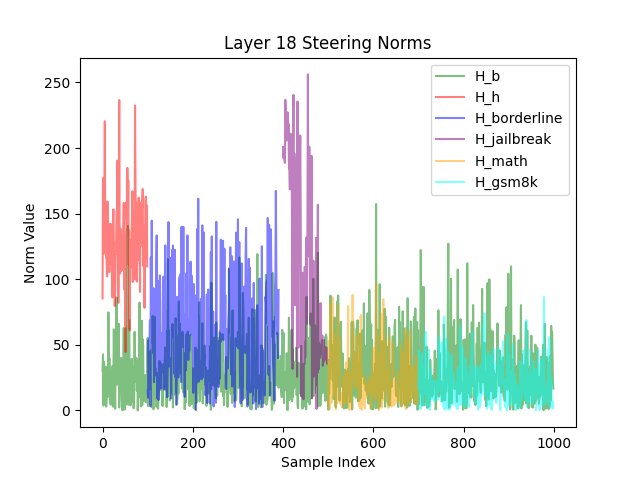 Layer 18 Steering Norms
Norm Value
250
200
150
100
50
0
0
200
400
600
800
1000
Sample Index
H_b
H_h
H_borderline
H_jailbreak
H_math
H_gsm8k